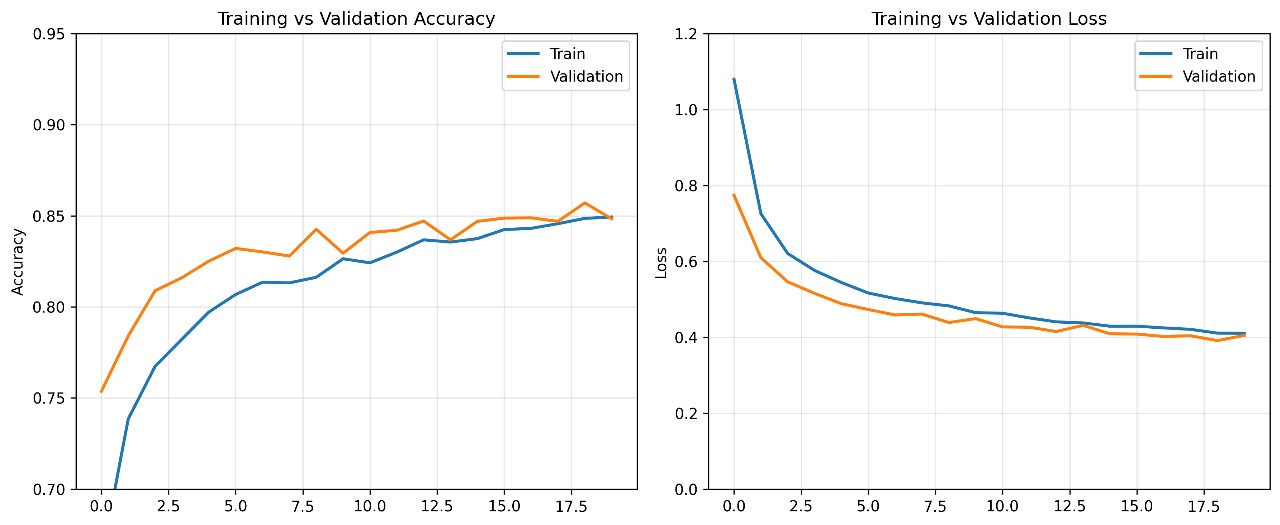 Training vs Validation Accuracy
Train
Validation
Accuracy
0.95
0.90
0.85
0.80
0.75
0.70
0.0 2.5 5.0 7.5 10.0 12.5 15.0 17.5
Training vs Validation Loss
Train
Validation
Loss
1.2
1.0
0.8
0.6
0.4
0.2
0.0
0.0 2.5 5.0 7.5 10.0 12.5 15.0 17.5